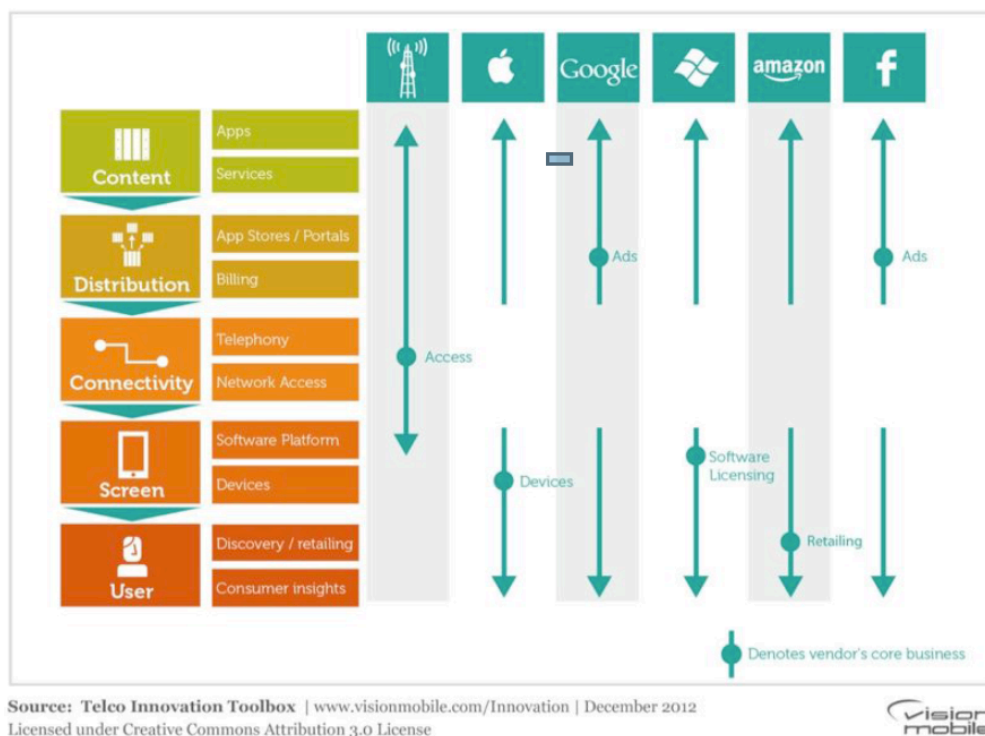 Google
amazon
f
Content
Apps
Services
Distribution
App Stores / Portals
Billing
Ads
Ads
Connectivity
Telephony
Network Access
Access
Screen
Software Platform
Devices
Devices
Software
Licensing
User
Discovery / retailing
Consumer insights
Retailing
Denotes vendor's core business
Source: Telco Innovation Toolbox | www.visionmobile.com/Innovation | December 2012
Licensed under Creative Commons Attribution 3.0 License
vision
mobile